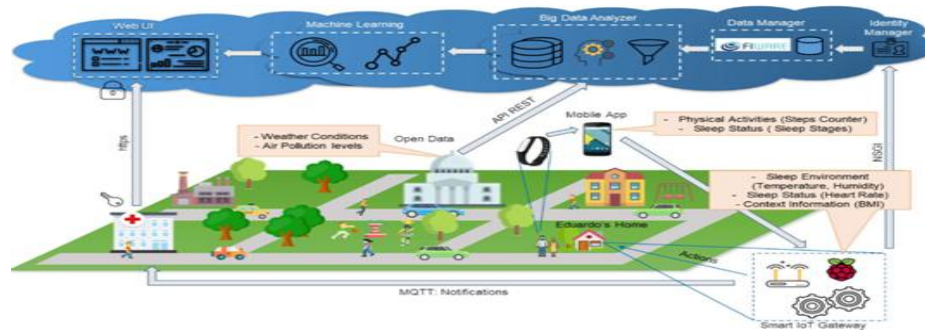 Web UI
Machine Learning
Big Data Analyzer
Data Manager
Identity
Manager
WWW
FIWARE
https
API REST
Open Data
- Weather Conditions
- Air Pollution levels
Mobile App
- Physical Activities (Steps Counter)
- Sleep Status ( Sleep Stages)
NGSI
- Sleep Environment
(Temperature, Humidity)
- Sleep Status (Heart Rate)
- Context Information (BMI)
Eduardo's Home
Actions
MQTT: Notifications
Smart IoT Gateway